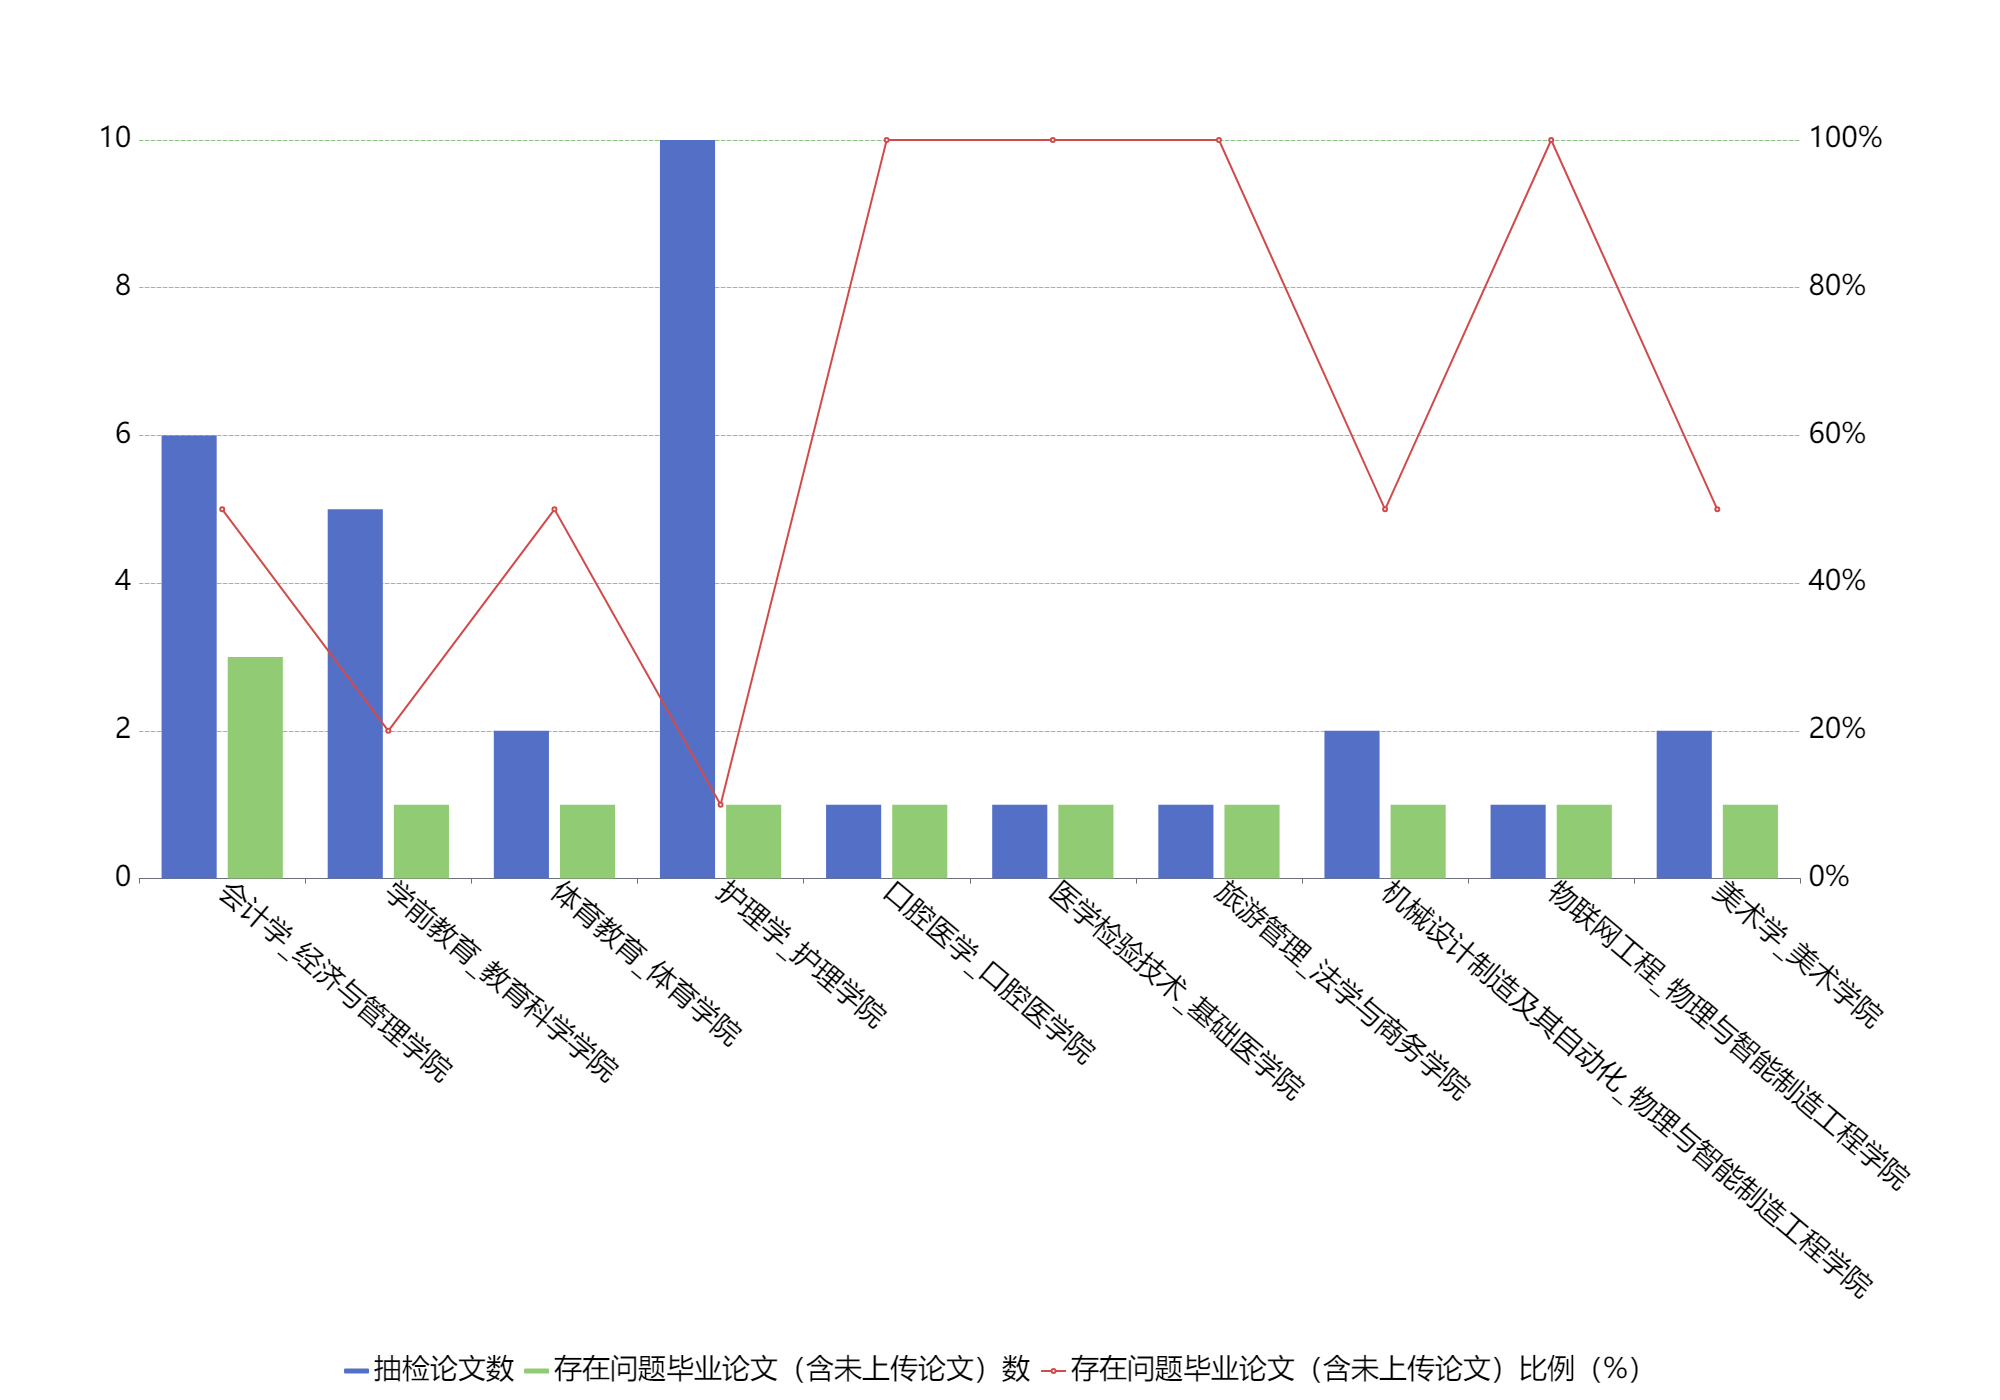 10
8
6
4
2
0
100%
80%
60%
40%
20%
0%
会计学_经济与管理学院
学前教育_教育科学学院
体育教育_体育学院
护理学_护理学院
口腔医学_口腔医学院
医学检验技术_基础医学院
旅游管理_法学与商务学院
机械设计制造及其自动化_物理与智能制造工程学院
物联网工程_物理与智能制造工程学院
美术学_美术学院
抽检论文数 存在问题毕业论文（含未上传论文）数 存在问题毕业论文（含未上传论文）比例（%）